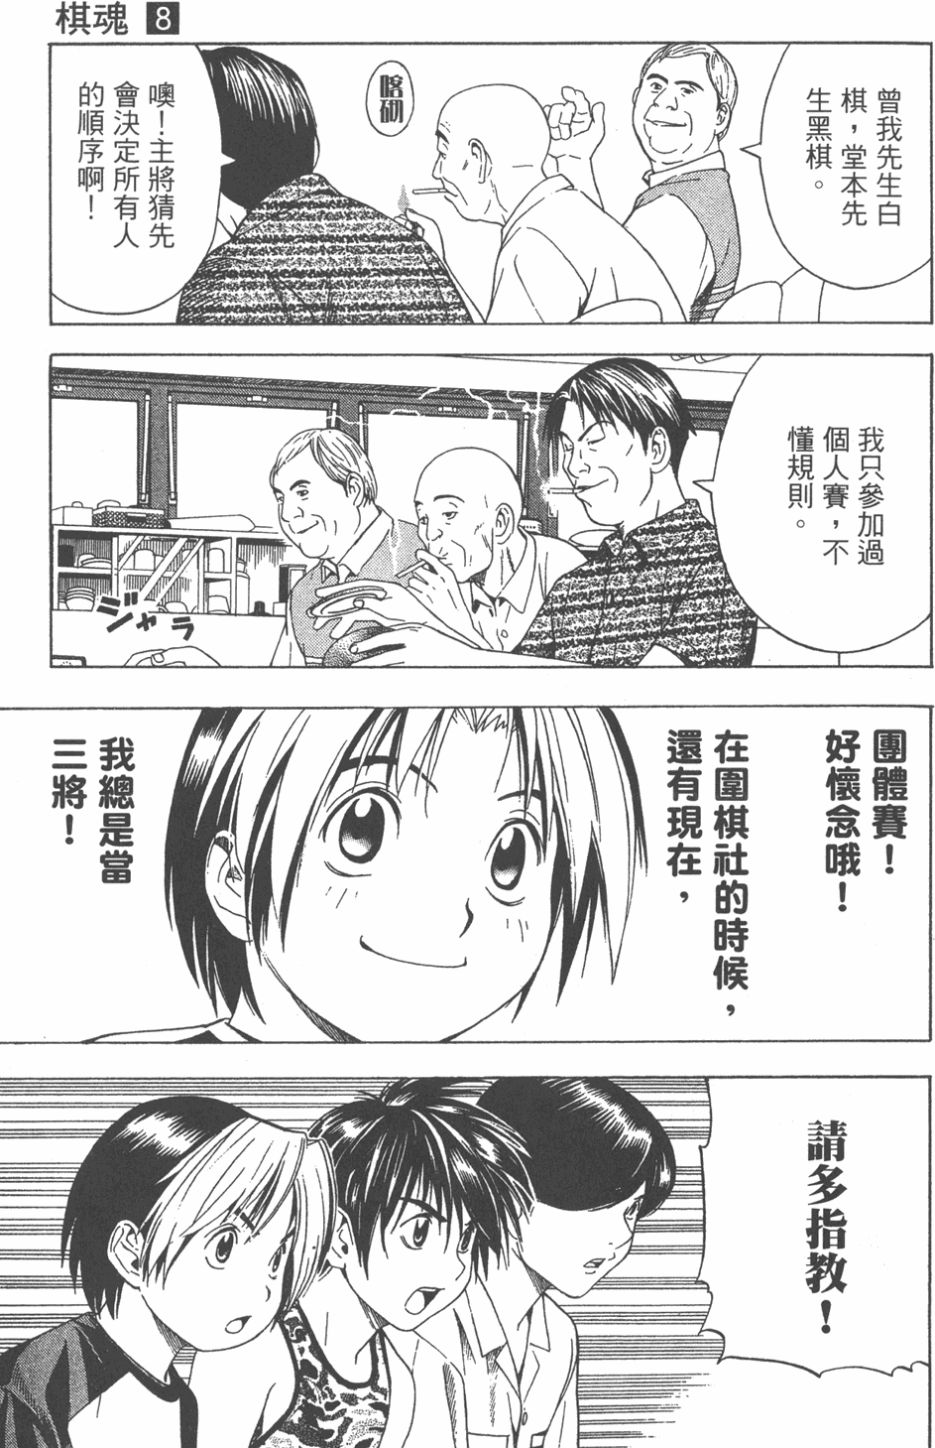 棋魂 8
曾我先生白
棋，堂本先
生黑棋。
喀砌
噢！主將猜先
會決定所有人
的順序啊！
我只參加過
個人賽，不
懂規則。
ジャラ
團體賽！
好懷念哦！
在圍棋社的時候，
還有現在，
我總是當
三將！
請多指教！